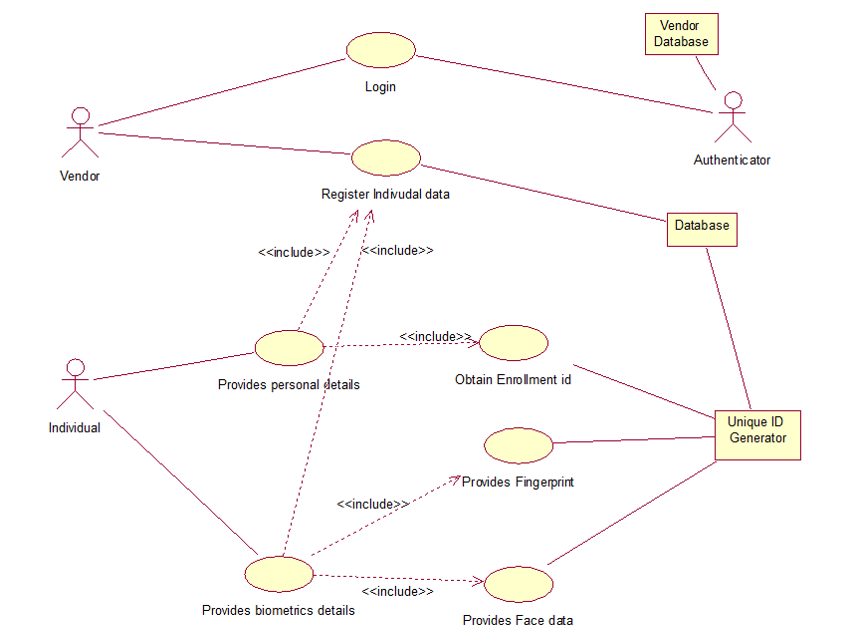 Vendor
Database
Login
Authenticator
Vendor
Register Indivudal data
Database
<<include>>
<<include>>
<<include>>
Provides personal details
Obtain Enrollment id
Individual
Unique ID
Generator
Provides Fingerprint
<<include>>
<<include>>
Provides biometrics details
Provides Face data